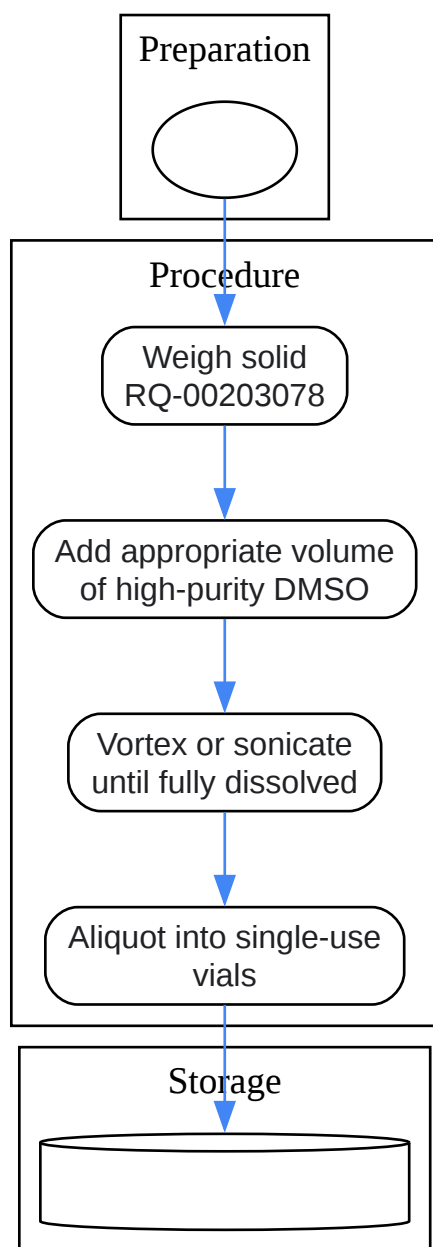 Preparation
Procedure
Weigh solid
RQ-00203078
Add appropriate volume
of high-purity DMSO
Vortex or sonicate
until fully dissolved
Aliquot into single-use
vials
Storage